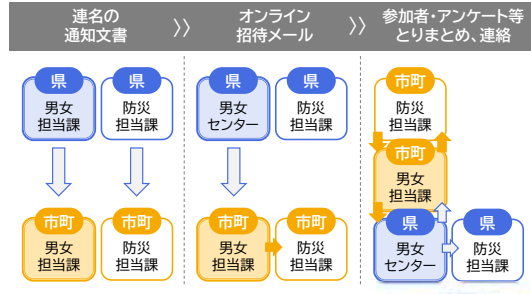 連名の
通知文書
オンライン
招待メール
参加者・アンケート等
とりまとめ、連絡
県
男女
担当課
県
防災
担当課
市町
男女
担当課
市町
防災
担当課
県
男女
センター
県
防災
担当課
市町
男女
担当課
市町
防災
担当課
市町
防災
担当課
市町
男女
担当課
県
男女
センター
県
防災
担当課